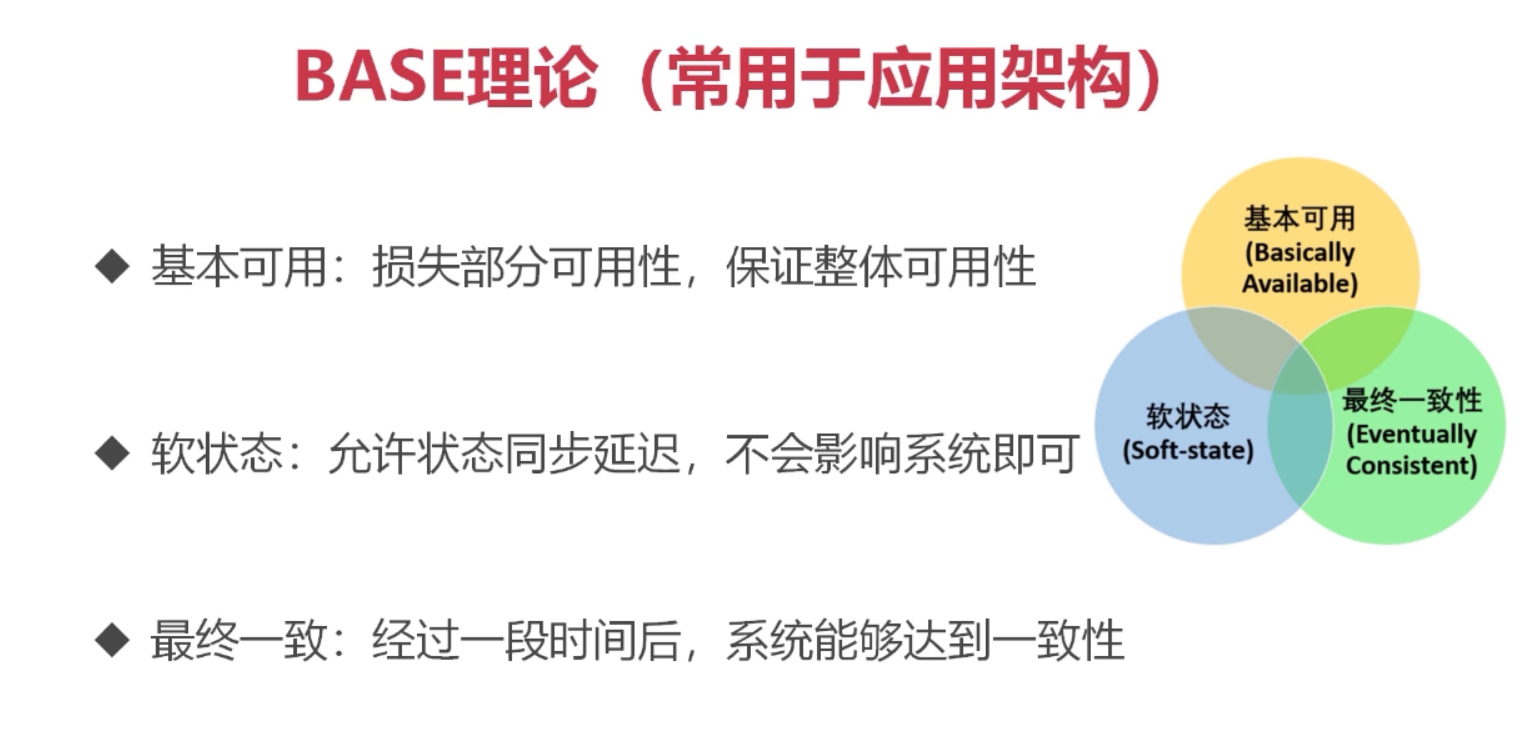 BASE理论（常用于应用架构）
◆ 基本可用：损失部分可用性，保证整体可用性
◆ 软状态：允许状态同步延迟，不会影响系统即可
◆ 最终一致：经过一段时间后，系统能够达到一致性
基本可用
(Basically
Available)
软状态
(Soft-state)
最终一致性
(Eventually
Consistent)